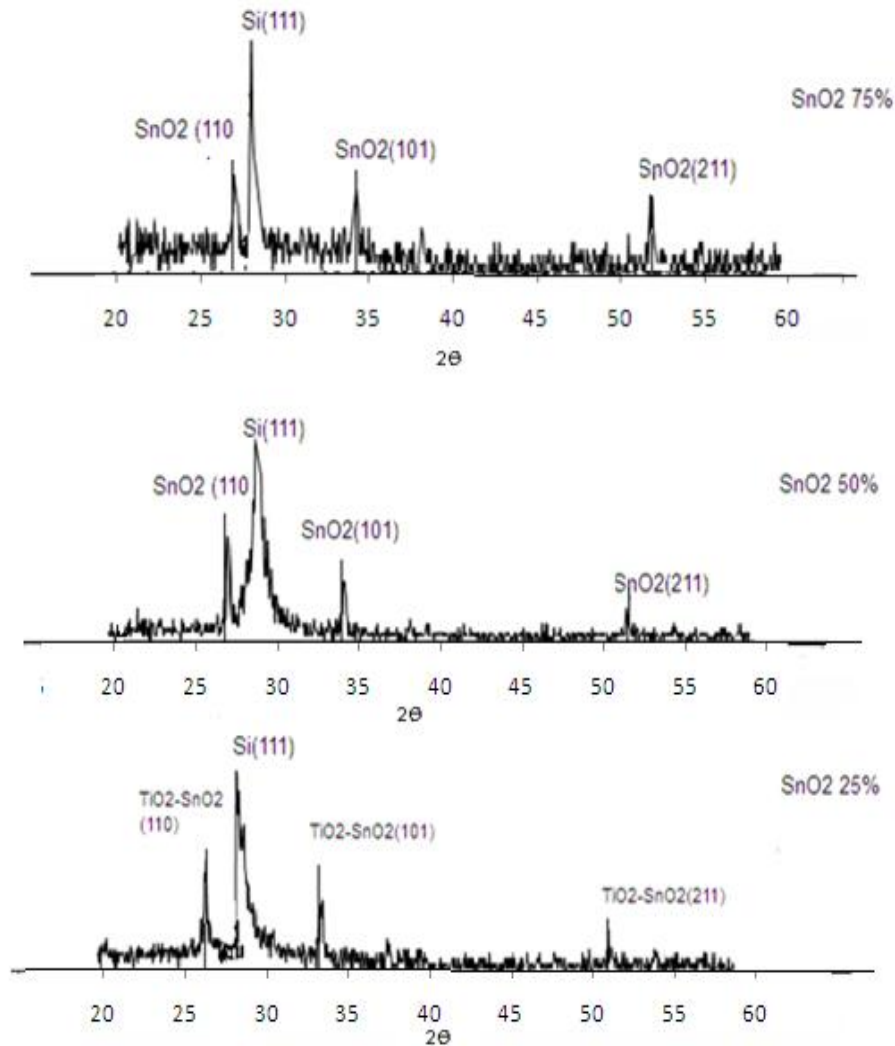 Si(111)
SnO2 75%
SnO2 (110
SnO2(101)
SnO2(211)
20 25 30 35 40 45 50 55 60
2Θ
Si(111)
SnO2 (110
SnO2 50%
SnO2(101)
SnO2(211)
20 25 30 35 40 45 50 55 60
2Θ
Si(111)
SnO2 25%
TiO2-SnO2
(110)
TiO2-SnO2(101)
TiO2-SnO2(211)
20 25 30 35 40 45 50 55 60
2Θ